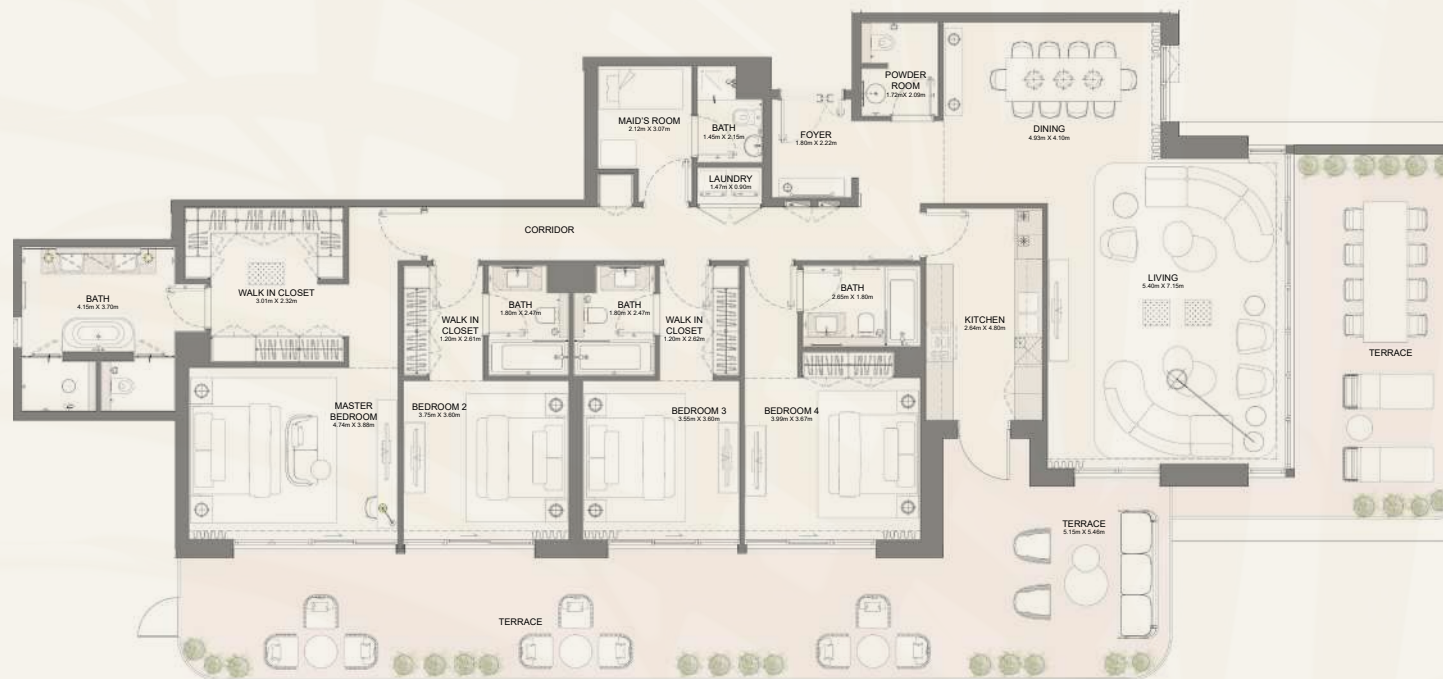 POWDER
ROOM
1.72m X 2.09m
DINING
4.93m X 4.10m
MAID'S ROOM
2.12m X 3.07m
BATH
1.45m X 2.15m
FOYER
1.80m X 2.22m
LAUNDRY
1.47m X 0.90m
CORRIDOR
BATH
4.15m X 3.70m
WALK IN CLOSET
3.01m X 2.32m
WALK IN
CLOSET
1.20m X 2.61m
BATH
1.80m X 2.47m
BATH
1.80m X 2.47m
WALK IN
CLOSET
1.20m X 2.62m
BATH
2.65m X 1.80m
KITCHEN
2.64m X 4.80m
LIVING
5.40m X 7.15m
TERRACE
MASTER
BEDROOM
4.74m X 3.88m
BEDROOM 2
3.75m X 3.60m
BEDROOM 3
3.55m X 3.60m
BEDROOM 4
3.99m X 3.67m
TERRACE
5.15m X 5.46m
TERRACE